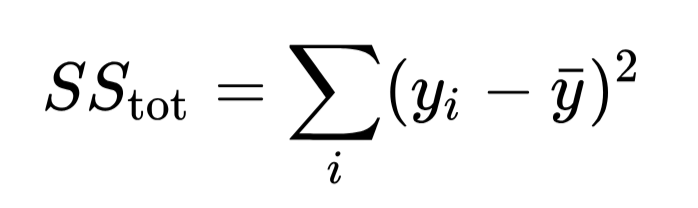 SS_tot = ∑_i (y_i − ȳ)²